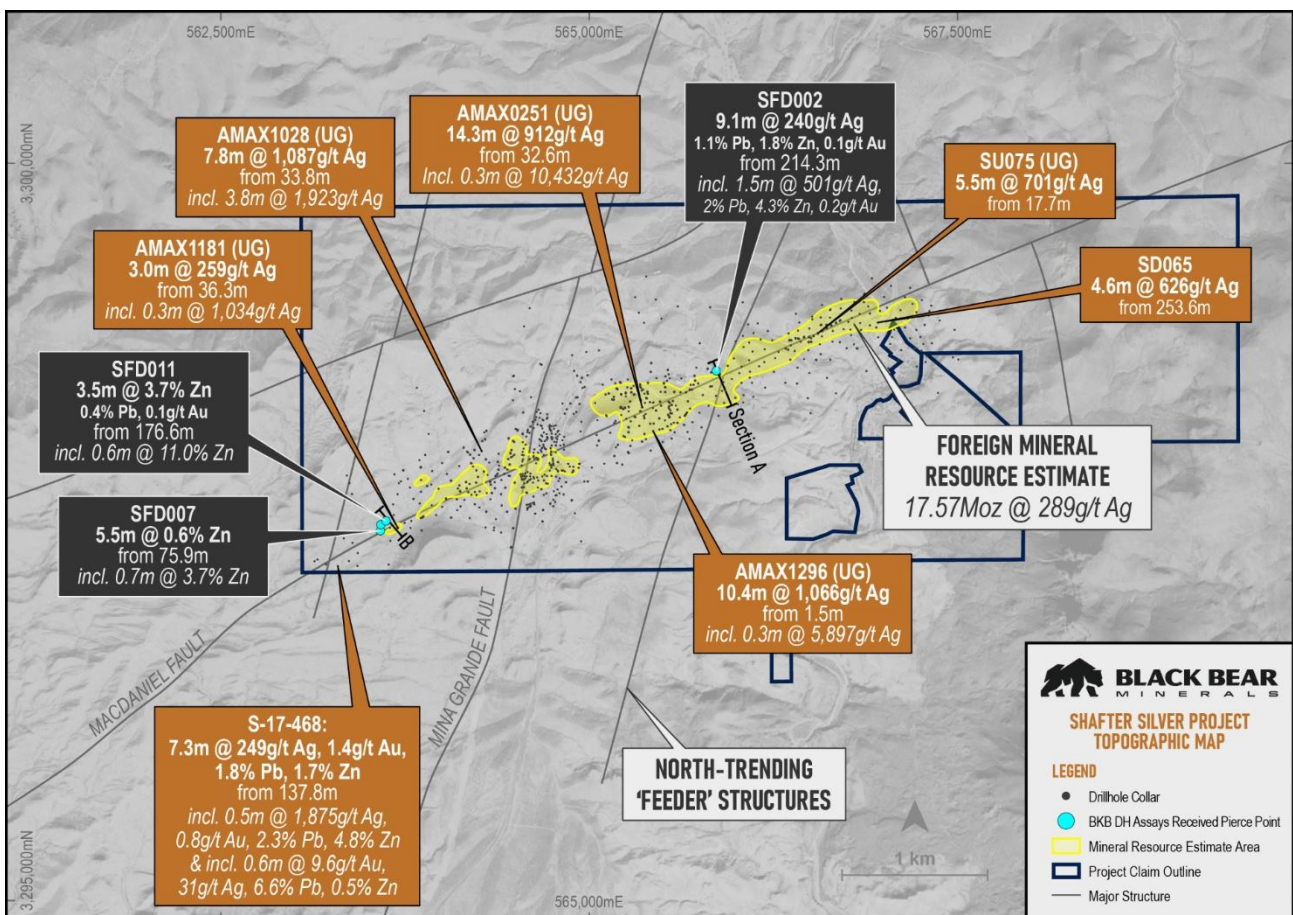 562,500mE
565,000mE
567,500mE
3,300,000mN
3,295,000mN
AMAX1028 (UG)
7.8m @ 1,087g/t Ag
from 33.8m
incl. 3.8m @ 1,923g/t Ag
AMAX0251 (UG)
14.3m @ 912g/t Ag
from 32.6m
Incl. 0.3m @ 10,432g/t Ag
SFD002
9.1m @ 240g/t Ag
1.1% Pb, 1.8% Zn, 0.1g/t Au
from 214.3m
incl. 1.5m @ 501g/t Ag,
2% Pb, 4.3% Zn, 0.2g/t Au
SU075 (UG)
5.5m @ 701g/t Ag
from 17.7m
AMAX1181 (UG)
3.0m @ 259g/t Ag
from 36.3m
incl. 0.3m @ 1,034g/t Ag
SD065
4.6m @ 626g/t Ag
from 253.6m
SFD011
3.5m @ 3.7% Zn
0.4% Pb, 0.1g/t Au
from 176.6m
incl. 0.6m @ 11.0% Zn
SFD007
5.5m @ 0.6% Zn
from 75.9m
incl. 0.7m @ 3.7% Zn
Section A
B
FOREIGN MINERAL
RESOURCE ESTIMATE
17.57Moz @ 289g/t Ag
AMAX1296 (UG)
10.4m @ 1,066g/t Ag
from 1.5m
incl. 0.3m @ 5,897g/t Ag
MACDANIEL FAULT
MINA GRANDE FAULT
S-17-468:
7.3m @ 249g/t Ag, 1.4g/t Au,
1.8% Pb, 1.7% Zn
from 137.8m
incl. 0.5m @ 1,875g/t Ag,
0.8g/t Au, 2.3% Pb, 4.8% Zn
& incl. 0.6m @ 9.6g/t Au,
31g/t Ag, 6.6% Pb, 0.5% Zn
NORTH-TRENDING
'FEEDER' STRUCTURES
1 km
565,000mE
BLACK BEAR
MINERALS
SHAFTER SILVER PROJECT
TOPOGRAPHIC MAP
LEGEND
Drillhole Collar
BKB DH Assays Received Pierce Point
Mineral Resource Estimate Area
Project Claim Outline
Major Structure